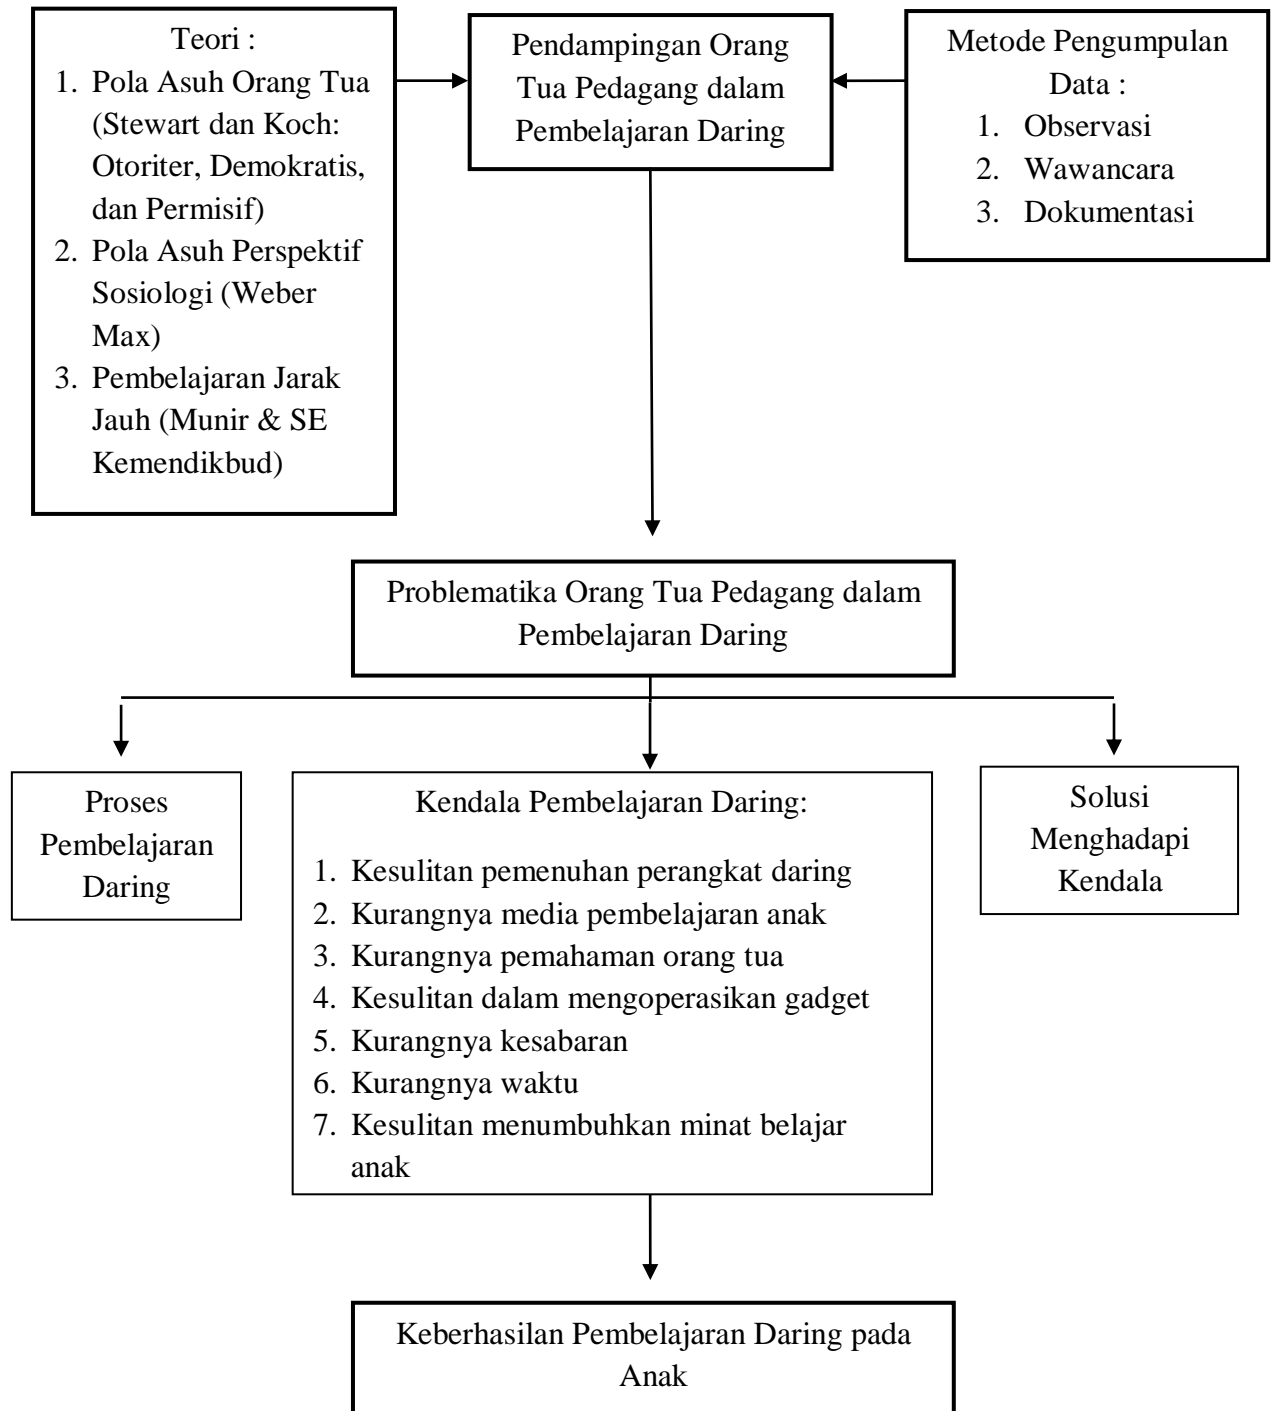 Teori :
1. Pola Asuh Orang Tua
(Stewart dan Koch:
Otoriter, Demokratis,
dan Permisif)
2. Pola Asuh Perspektif
Sosiologi (Weber
Max)
3. Pembelajaran Jarak
Jauh (Munir & SE
Kemendikbud)
Pendampingan Orang
Tua Pedagang dalam
Pembelajaran Daring
Metode Pengumpulan
Data :
1. Observasi
2. Wawancara
3. Dokumentasi
Problematika Orang Tua Pedagang dalam
Pembelajaran Daring
Proses
Pembelajaran
Daring
Kendala Pembelajaran Daring:
1. Kesulitan pemenuhan perangkat daring
2. Kurangnya media pembelajaran anak
3. Kurangnya pemahaman orang tua
4. Kesulitan dalam mengoperasikan gadget
5. Kurangnya kesabaran
6. Kurangnya waktu
7. Kesulitan menumbuhkan minat belajar
anak
Solusi
Menghadapi
Kendala
Keberhasilan Pembelajaran Daring pada
Anak